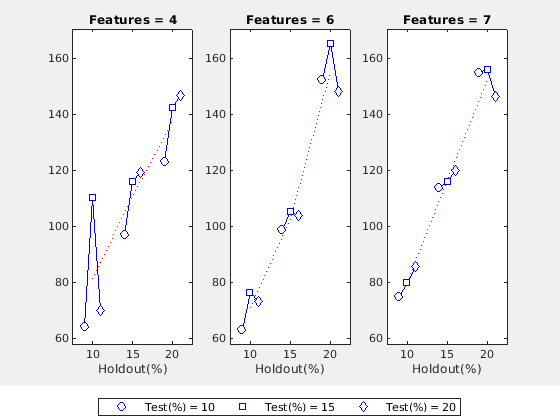 Features = 4 Features = 6 Features = 7
160 160 160
140 140 140
120 120 120
100 100 100
80 80 80
60 60 60
10 15 20 10 15 20 10 15 20
Holdout(%) Holdout(%) Holdout(%)
Test(%) = 10 Test(%) = 15 Test(%) = 20